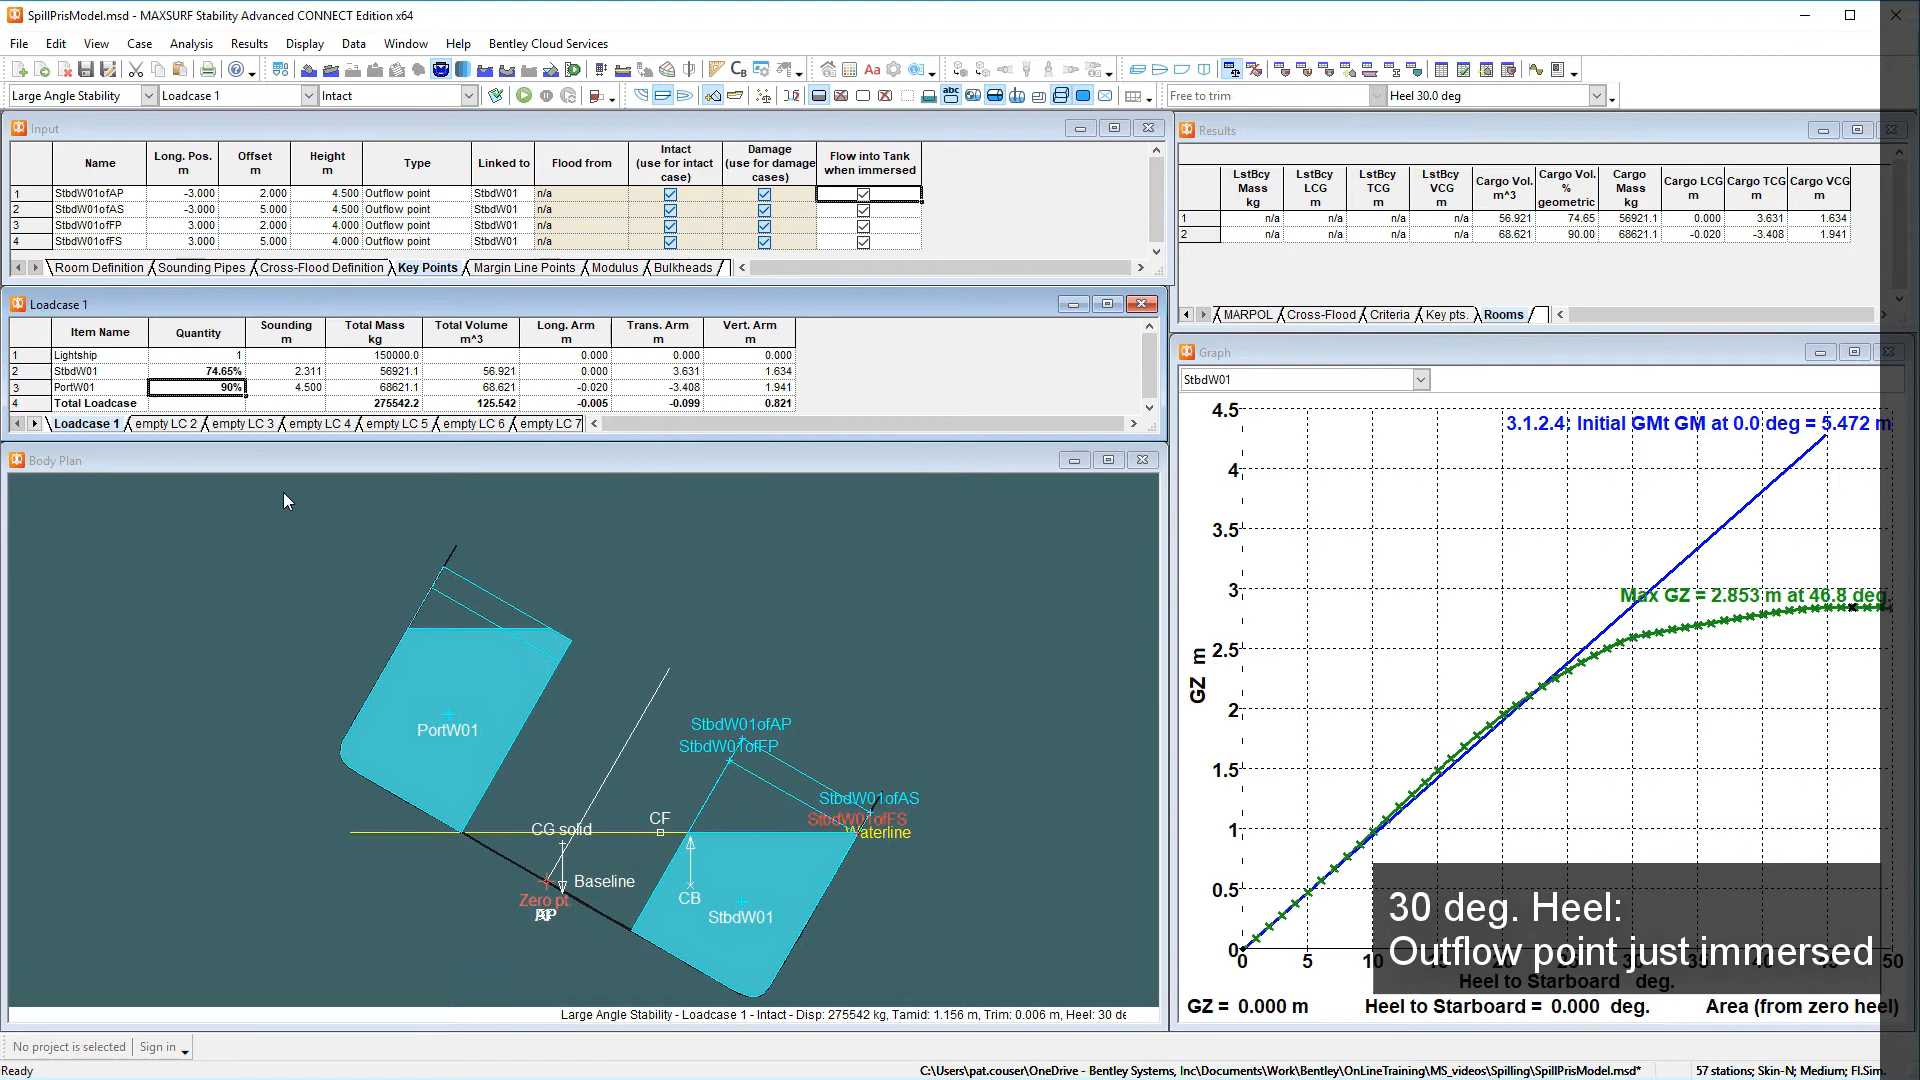 SpillPrisModel.msd - MAXSURF Stability Advanced CONNECT Edition x64
File Edit View Case Analysis Results Display Data Window Help Bentley Cloud Services
Large Angle Stability Loadcase 1 Intact Free to trim Heel 30.0 deg
Input
Name Long. Pos. m Offset m Height m Type Linked to Flood from Intact (use for intact case) Damage (use for damage cases) Flow into Tank when immersed
1 StbdW01ofAP -3.000 2.000 4.500 Outflow point StbdW01 n/a
2 StbdW01ofAS -3.000 5.000 4.500 Outflow point StbdW01 n/a
3 StbdW01ofFP 3.000 2.000 4.000 Outflow point StbdW01 n/a
4 StbdW01ofFS 3.000 5.000 4.000 Outflow point StbdW01 n/a
Room Definition Sounding Pipes Cross-Flood Definition Key Points Margin Line Points Modulus Bulkheads
Loadcase 1
Item Name Quantity Sounding m Total Mass kg Total Volume m^3 Long. Arm m Trans. Arm m Vert. Arm m
1 Lightship 1 150000.0 0.000 0.000 0.000
2 StbdW01 74.65% 2.311 56921.1 56.921 0.000 3.631 1.634
3 PortW01 90% 4.500 68621.1 68.621 -0.020 -3.408 1.941
4 Total Loadcase 275542.2 125.542 -0.005 -0.099 0.821
Loadcase 1 empty LC 2 empty LC 3 empty LC 4 empty LC 5 empty LC 6 empty LC 7
Body Plan
PortW01
StbdW01ofAP
StbdW01ofFP
StbdW01ofAS
StbdW01ofFS
Waterline
CF
CG solid
Baseline
Zero pt.
CB
StbdW01
Large Angle Stability - Loadcase 1 - Intact - Disp: 275542 kg, Tamid: 1.156 m, Trim: 0.006 m, Heel: 30 de
Results
LstBcy Mass kg LstBcy LCG m LstBcy TCG m LstBcy VCG m Cargo Vol. m^3 Cargo Vol. % geometric Cargo Mass kg Cargo LCG m Cargo TCG m Cargo VCG m
1 n/a n/a n/a n/a 56.921 74.65 56921.1 0.000 3.631 1.634
2 n/a n/a n/a n/a 68.621 90.00 68621.1 -0.020 -3.408 1.941
MARPOL Cross-Flood Criteria Key pts. Rooms
Graph
StbdW01
4.5
3.1.2.4: Initial GMt GM at 0.0 deg = 5.472 m
4
3.5
3
Max GZ = 2.853 m at 46.8 deg.
2.5
GZ m
2
1.5
1
0.5
0
30 deg. Heel:
Outflow point just immersed
0 5 10 15 20 25 30 35 40 45 50
Heel to Starboard deg.
GZ = 0.000 m Heel to Starboard = 0.000 deg. Area (from zero heel)
No project is selected Sign in
Ready
C:\Users\pat.couser\OneDrive - Bentley Systems, Inc\Documents\Work\Bentley\OnLineTraining\MS_videos\Spilling\SpillPrisModel.msd* 57 stations; Skin-N; Medium; Fl.Sim.